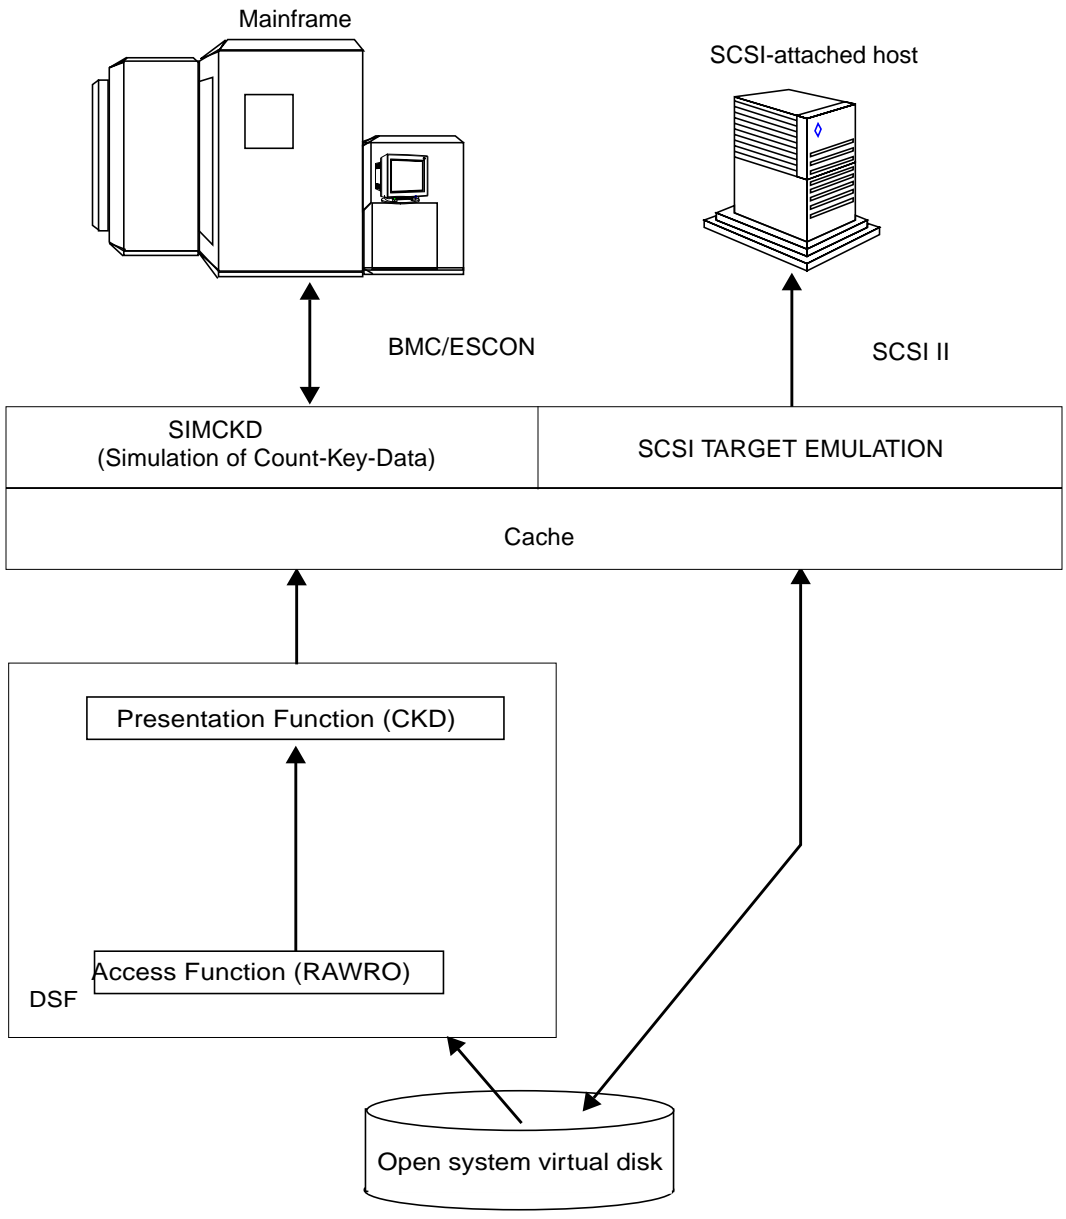 Mainframe
SCSI-attached host
BMC/ESCON
SCSI II
SIMCKD
(Simulation of Count-Key-Data)
SCSI TARGET EMULATION
Cache
Presentation Function (CKD)
Access Function (RAWRO)
DSF
Open system virtual disk